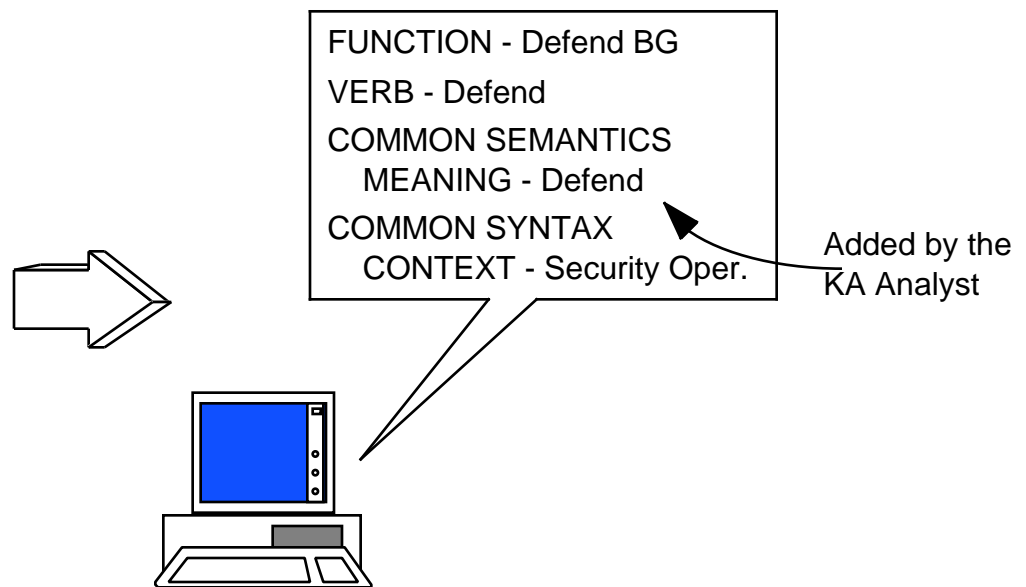 FUNCTION - Defend BG
VERB - Defend
COMMON SEMANTICS
MEANING - Defend
COMMON SYNTAX
CONTEXT - Security Oper.
Added by the
KA Analyst